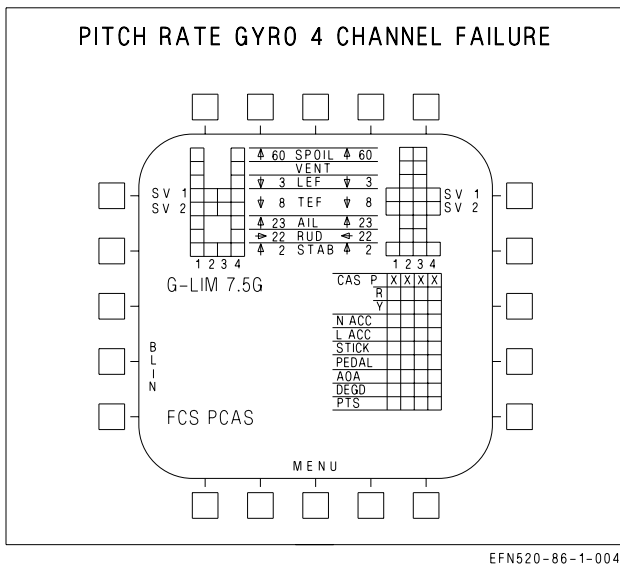 PITCH RATE GYRO 4 CHANNEL FAILURE
60 SPOIL 60
VENT
3 LEF 3
SV 1 8 TEF 8 SV 1
SV 2 SV 2
23 AIL 23
22 RUD 22
2 STAB 2
1 2 3 4 1 2 3 4
G-LIM 7.5G CAS P X X X X
R
Y
N ACC
L ACC
STICK
PEDAL
AOA
DEGD
PTS
B
L
I
N
FCS PCAS
MENU
EFN520-86-1-004